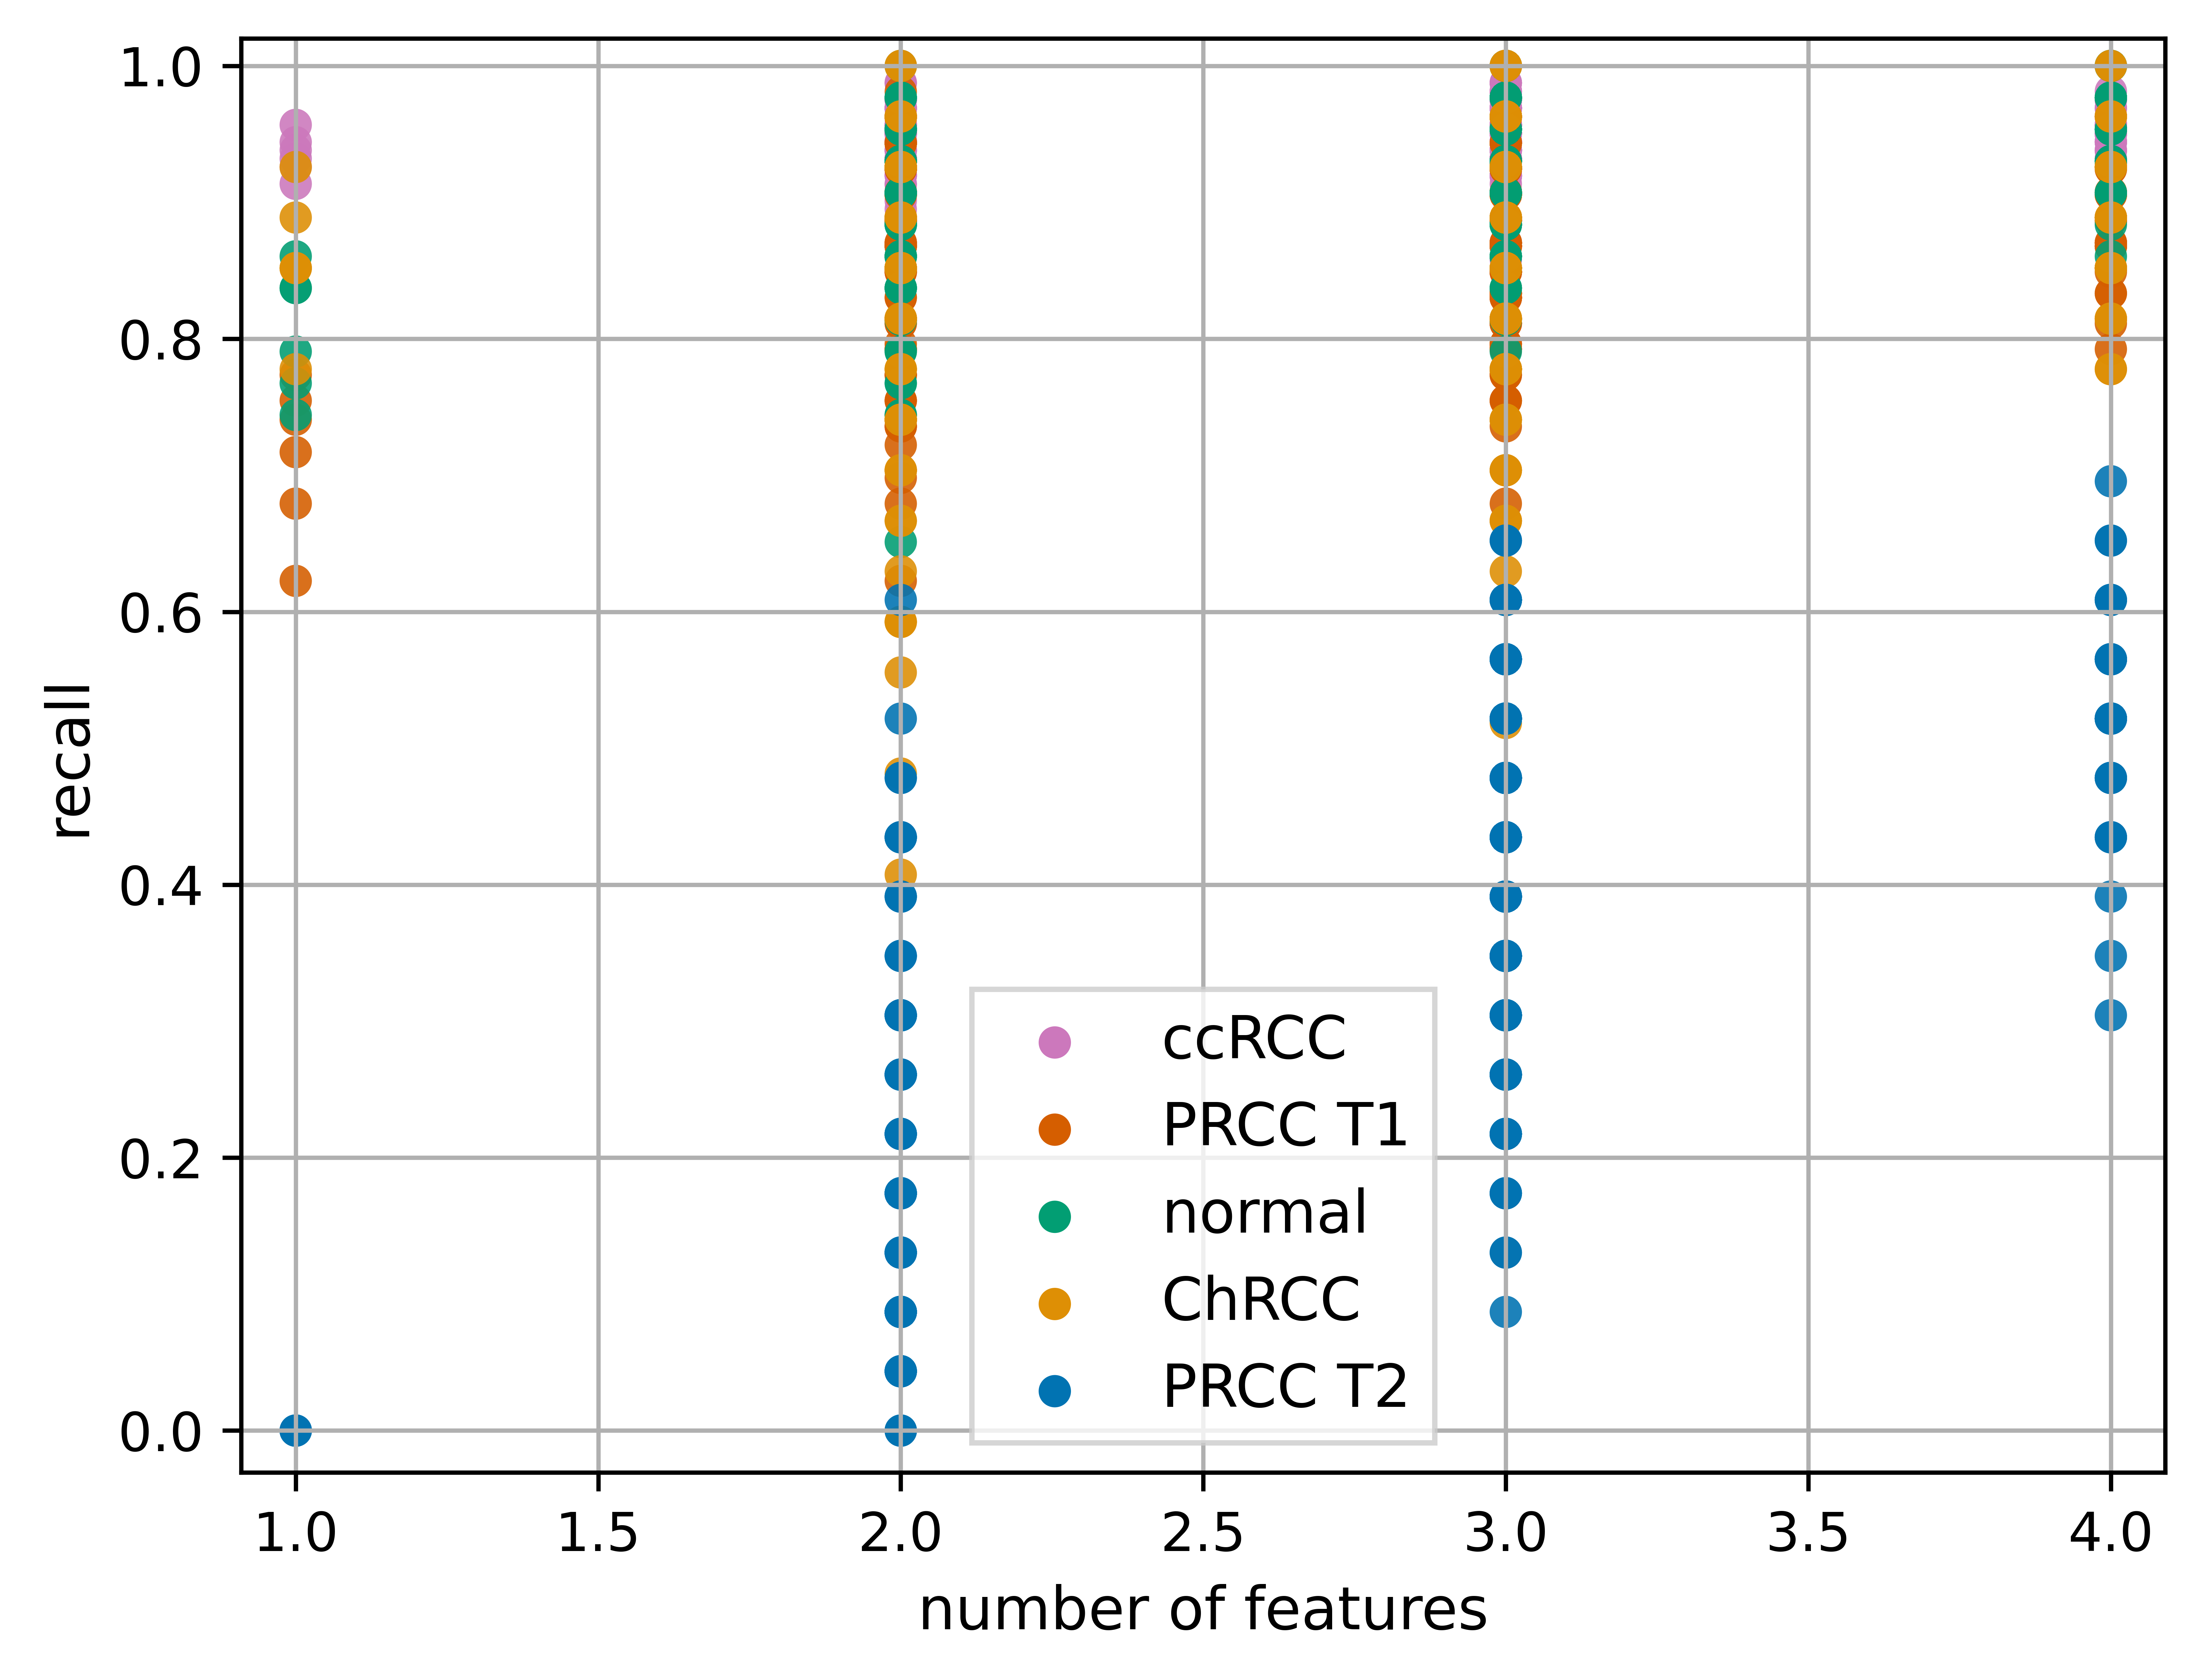 1.0
0.8
0.6
0.4
0.2
0.0
recall
ccRCC
PRCC T1
normal
ChRCC
PRCC T2
1.0 1.5 2.0 2.5 3.0 3.5 4.0
number of features